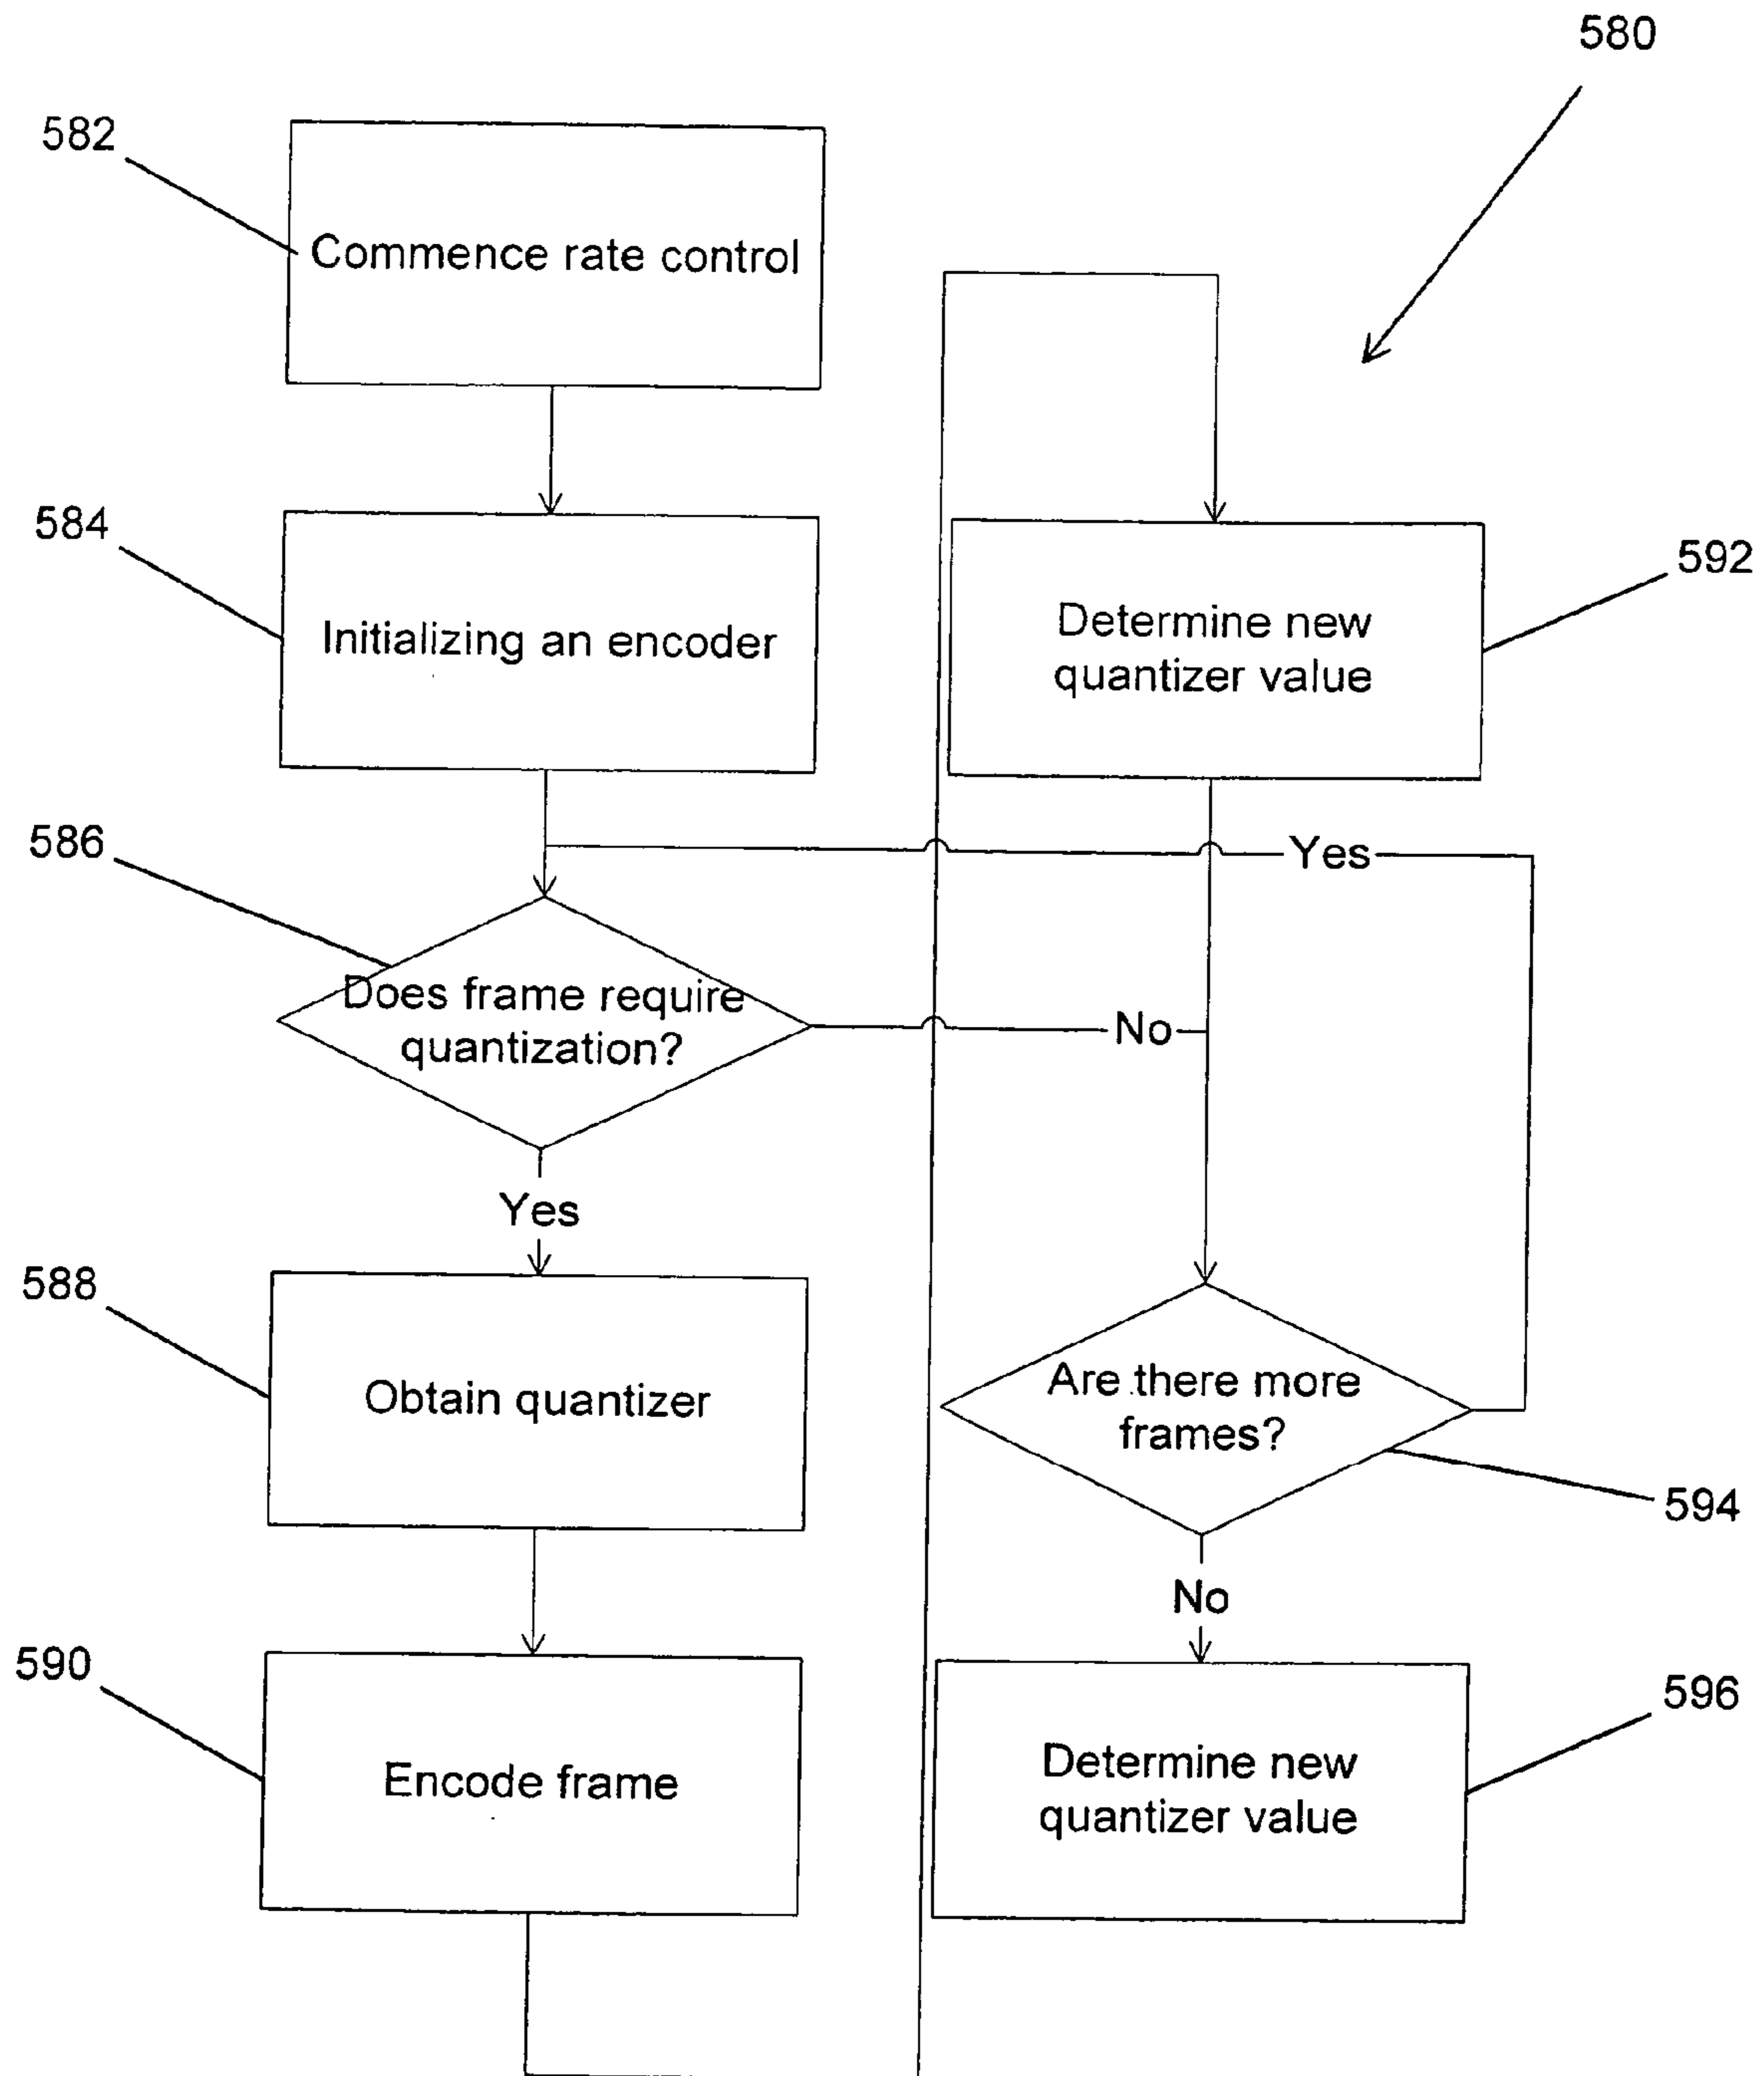 580
582
Commence rate control
584
Initializing an encoder
592
Determine new
quantizer value
586
Yes
Does frame require
quantization?
No
Yes
588
Obtain quantizer
Are there more
frames?
594
No
590
Encode frame
596
Determine new
quantizer value